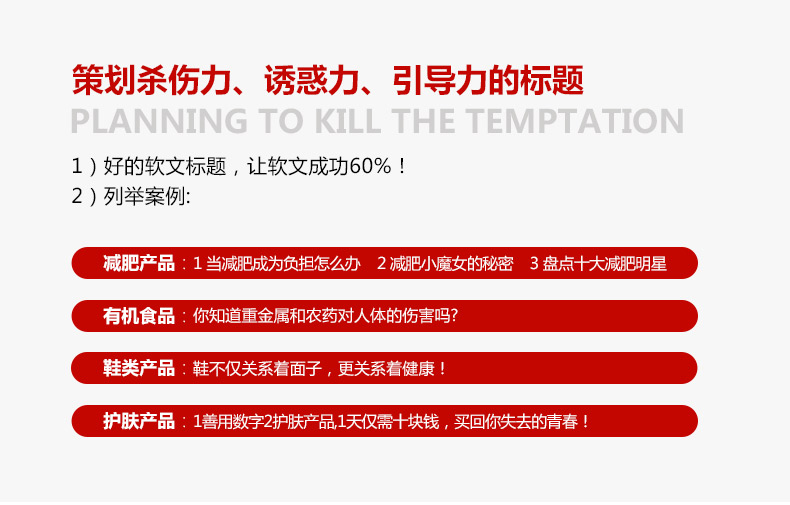 策划杀伤力、诱惑力、引导力的标题
PLANNING TO KILL THE TEMPTATION
1）好的软文标题，让软文成功60%！
2）列举案例:
减肥产品：1 当减肥成为负担怎么办 2 减肥小魔女的秘密 3 盘点十大减肥明星
有机食品：你知道重金属和农药对人体的伤害吗?
鞋类产品：鞋不仅关系着面子，更关系着健康！
护肤产品：1善用数字2护肤产品,1天仅需十块钱，买回你失去的青春！